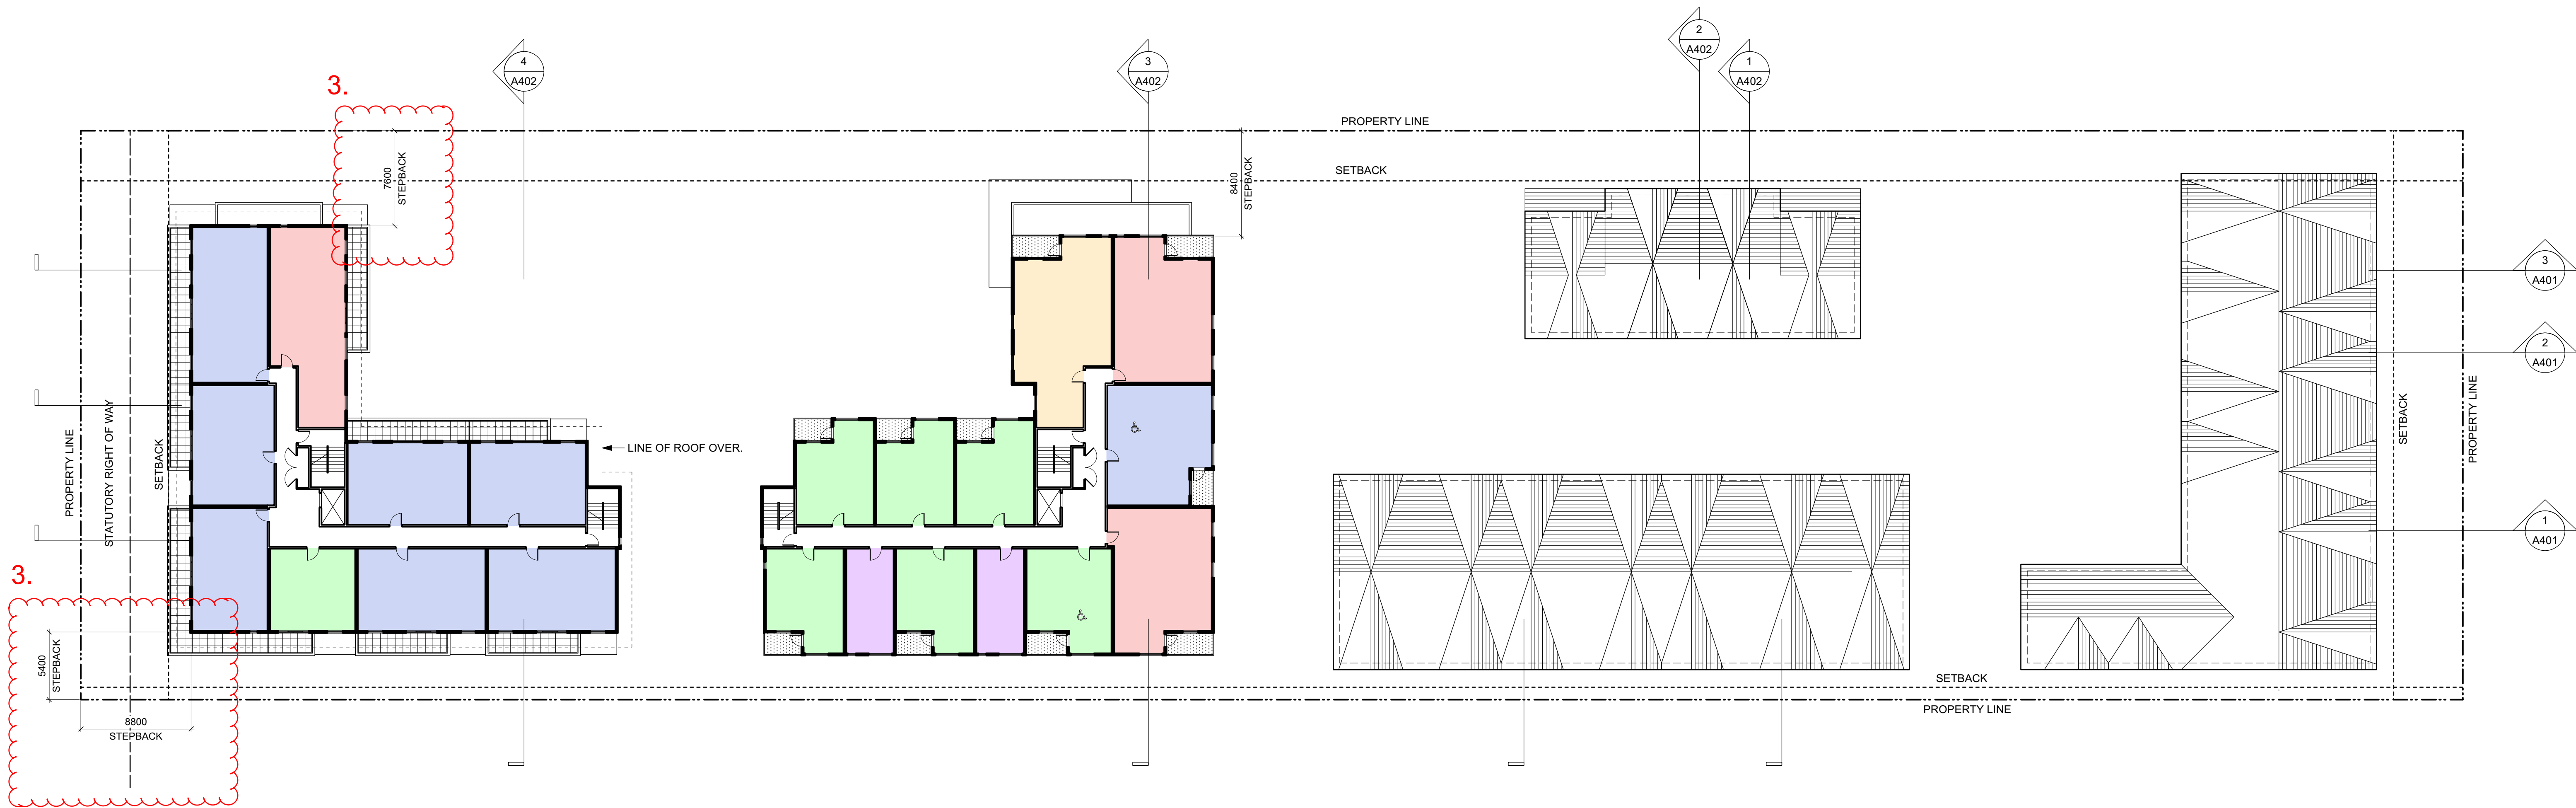 2
A402
4
A402
3
A402
1
A402
3.
PROPERTY LINE
7600
STEPBACK
8400
STEPBACK
SETBACK
3
A401
2
A401
1
A401
PROPERTY LINE
STATUTORY RIGHT OF WAY
SETBACK
LINE OF ROOF OVER.
SETBACK
PROPERTY LINE
3.
5400
STEPBACK
8800
STEPBACK
SETBACK
PROPERTY LINE